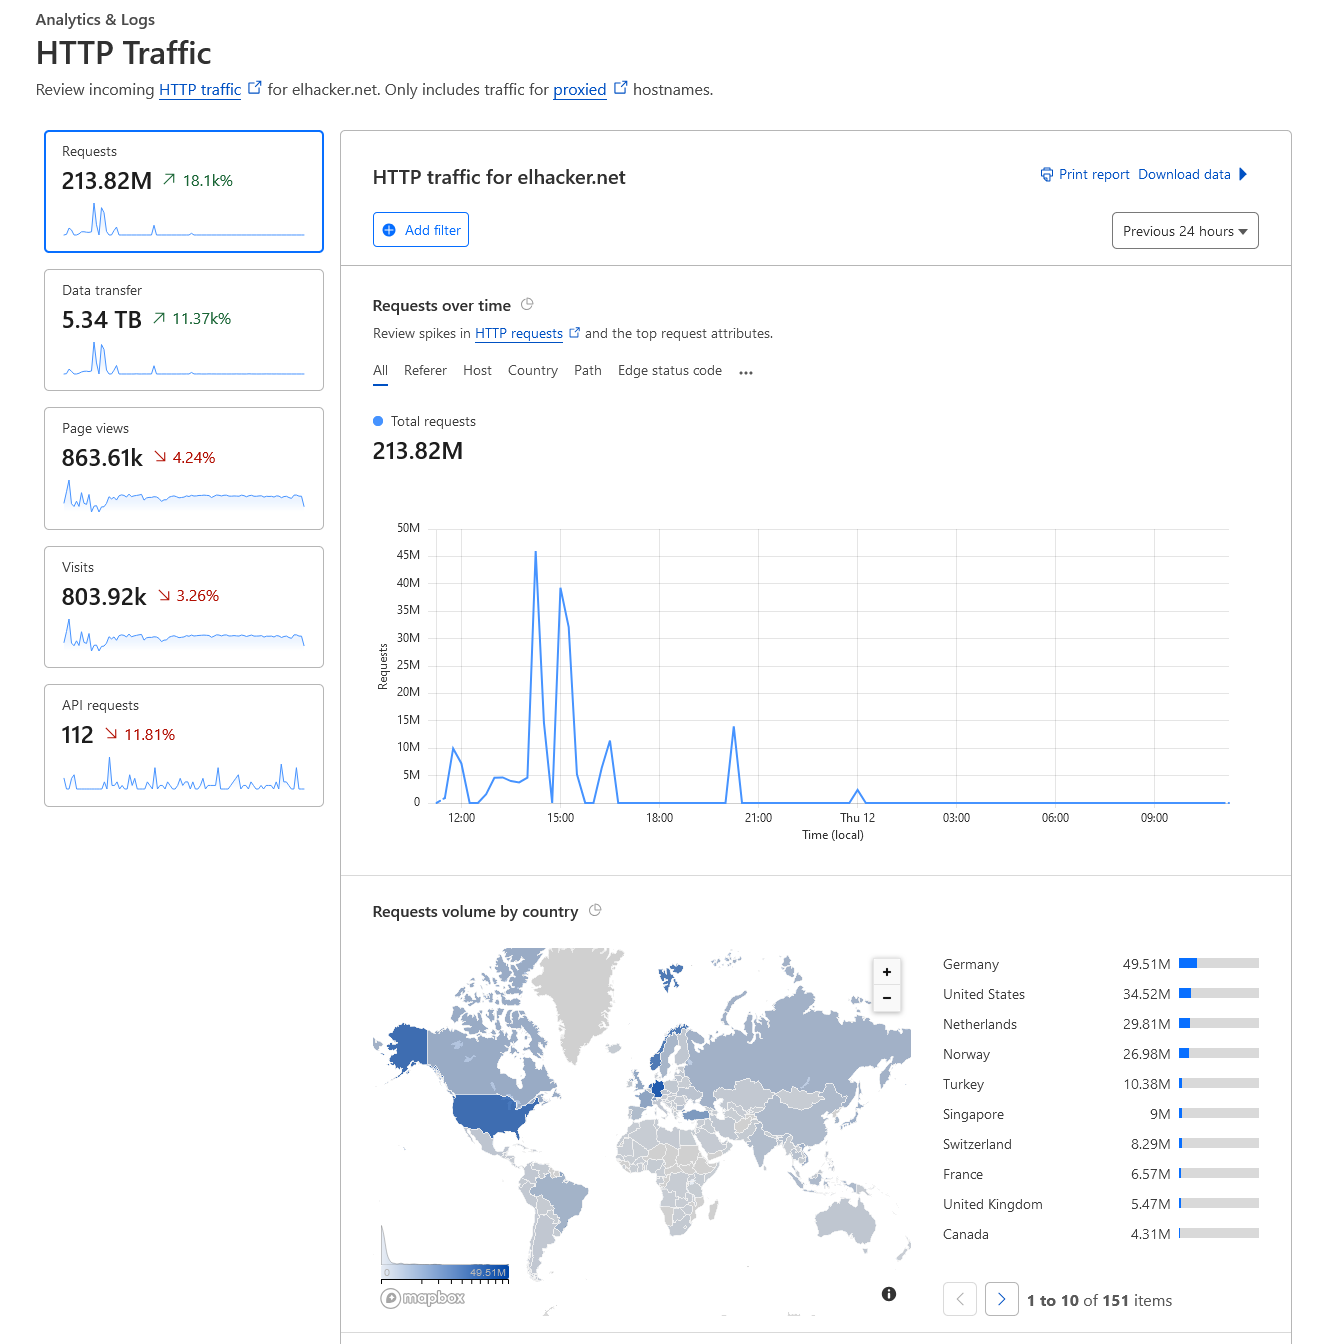 Analytics & Logs
HTTP Traffic
Review incoming HTTP traffic for elhacker.net. Only includes traffic for proxied hostnames.
Requests
213.82M 18.1k%
Data transfer
5.34 TB 11.37k%
Page views
863.61k 4.24%
Visits
803.92k 3.26%
API requests
112 11.81%
HTTP traffic for elhacker.net
Print report Download data
Add filter
Previous 24 hours
Requests over time
Review spikes in HTTP requests and the top request attributes.
All Referer Host Country Path Edge status code ...
Total requests
213.82M
50M
45M
40M
35M
30M
25M
20M
15M
10M
5M
0
Requests
12:00 15:00 18:00 21:00 Thu 12 03:00 06:00 09:00
Time (local)
Requests volume by country
+
−
0 49.51M
mapbox
Germany 49.51M
United States 34.52M
Netherlands 29.81M
Norway 26.98M
Turkey 10.38M
Singapore 9M
Switzerland 8.29M
France 6.57M
United Kingdom 5.47M
Canada 4.31M
1 to 10 of 151 items